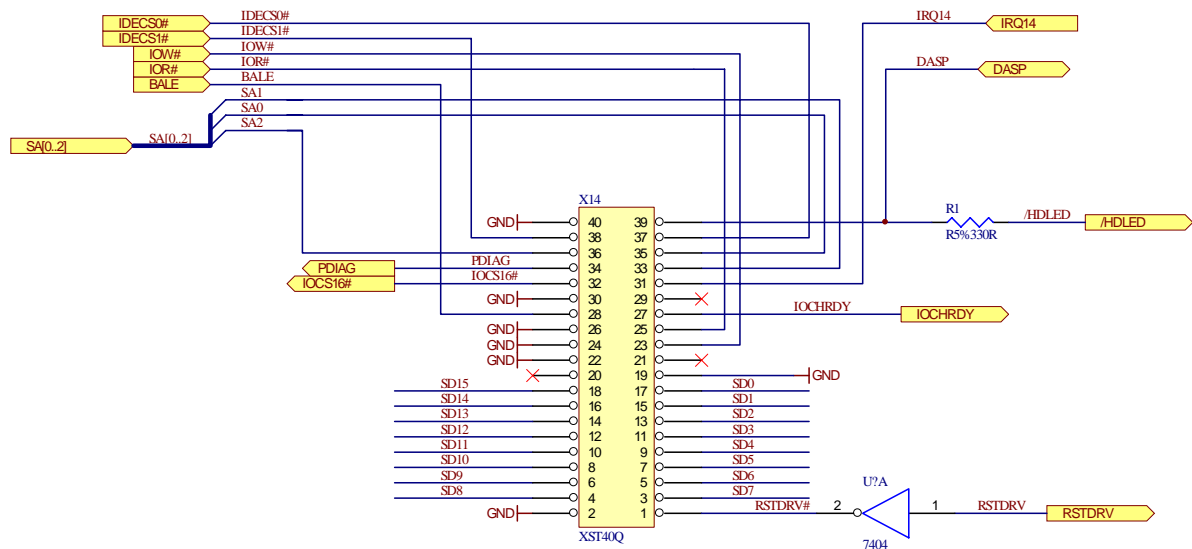 IDECS0# IDECS0# IRQ14 IRQ14
IDECS1# IDECS1#
IOW# IOW#
IOR# IOR# DASP DASP
BALE BALE
SA1
SA0
SA2
SA[0..2] SA[0..2]
X14
GND 40 39 R1 /HDLED /HDLED
38 37 R5%330R
36 35
PDIAG PDIAG 34 33
IOCS16# IOCS16# 32 31
GND 30 29
28 27 IOCHRDY IOCHRDY
GND 26 25
GND 24 23
GND 22 21
20 19 GND
SD15 18 17 SD0
SD14 16 15 SD1
SD13 14 13 SD2
SD12 12 11 SD3
SD11 10 9 SD4
SD10 8 7 SD5
SD9 6 5 SD6
SD8 4 3 SD7
U?A
GND 2 1 RSTDRV# 2 1 RSTDRV RSTDRV
XST40Q 7404